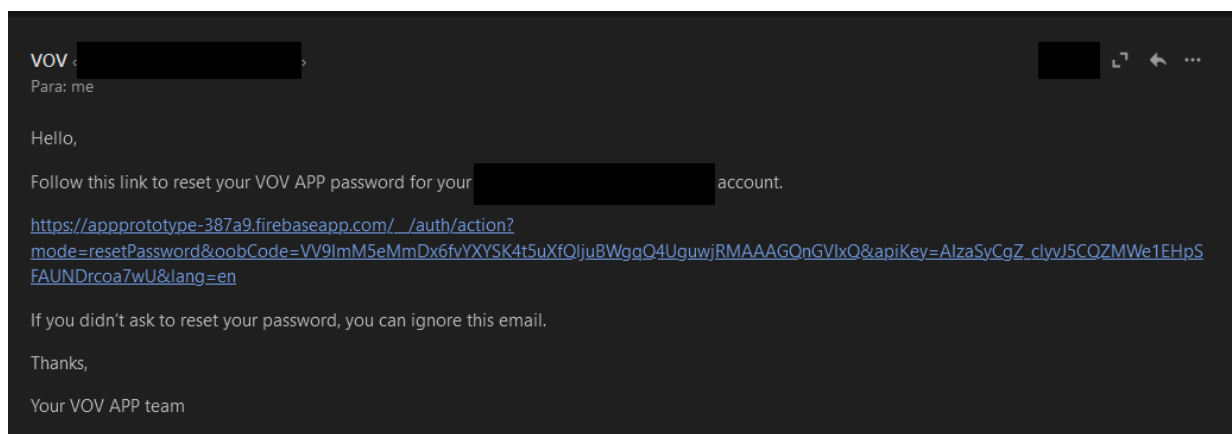 VOV < >
Para: me
Hello,
Follow this link to reset your VOV APP password for your account.
https://appprototype-387a9.firebaseapp.com/__/auth/action?
mode=resetPassword&oobCode=VV9ImM5eMmDx6fvYXYSK4t5uXfQljuBWgqQ4UguwjRMAAAGQnGVIxQ&apiKey=AIzaSyCgZ_clyvJ5CQZMWe1EHpS
FAUNDrcoa7wU&lang=en
If you didn't ask to reset your password, you can ignore this email.
Thanks,
Your VOV APP team